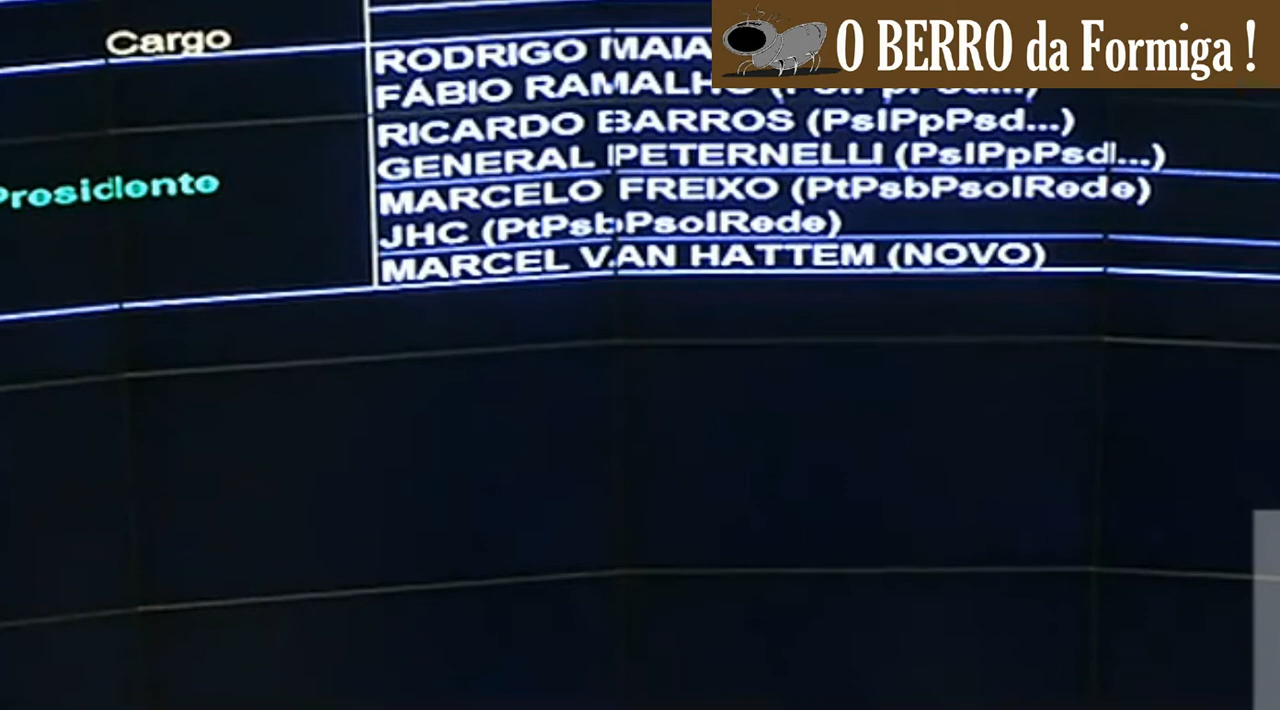 Cargo
RODRIGO MAIA
O BERRO da Formiga !
FÁBIO RAMALHO (PslPpPsd...)
RICARDO BARROS (PslPpPsd...)
GENERAL PETERNELLI (PslPpPsd...)
Presidente
MARCELO FREIXO (PtPsbPsolRede)
JHC (PtPsbPsolRede)
MARCEL VAN HATTEM (NOVO)